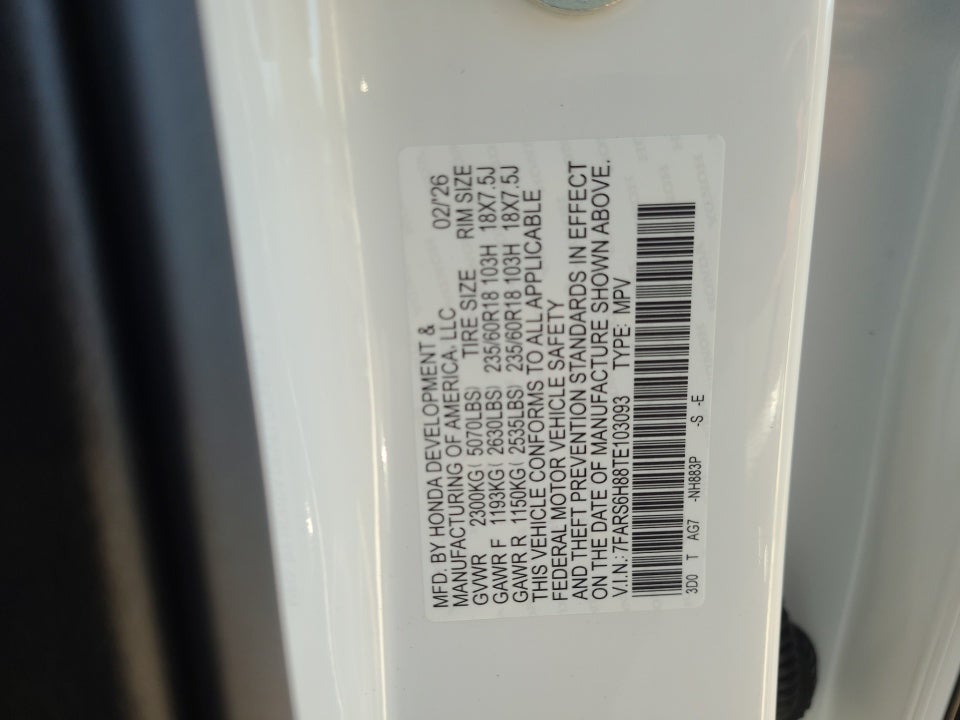 MFD. BY HONDA DEVELOPMENT &
MANUFACTURING OF AMERICA, LLC 02/'26
GVWR 2300KG( 5070LBS) TIRE SIZE RIM SIZE
GAWR F 1193KG( 2630LBS) 235/60R18 103H 18X7.5J
GAWR R 1150KG( 2535LBS) 235/60R18 103H 18X7.5J
THIS VEHICLE CONFORMS TO ALL APPLICABLE
FEDERAL MOTOR VEHICLE SAFETY
AND THEFT PREVENTION STANDARDS IN EFFECT
ON THE DATE OF MANUFACTURE SHOWN ABOVE.
V.I.N.: 7FARS6H88TE103093 TYPE: MPV
3D0 T AG7 -NH883P -S -E